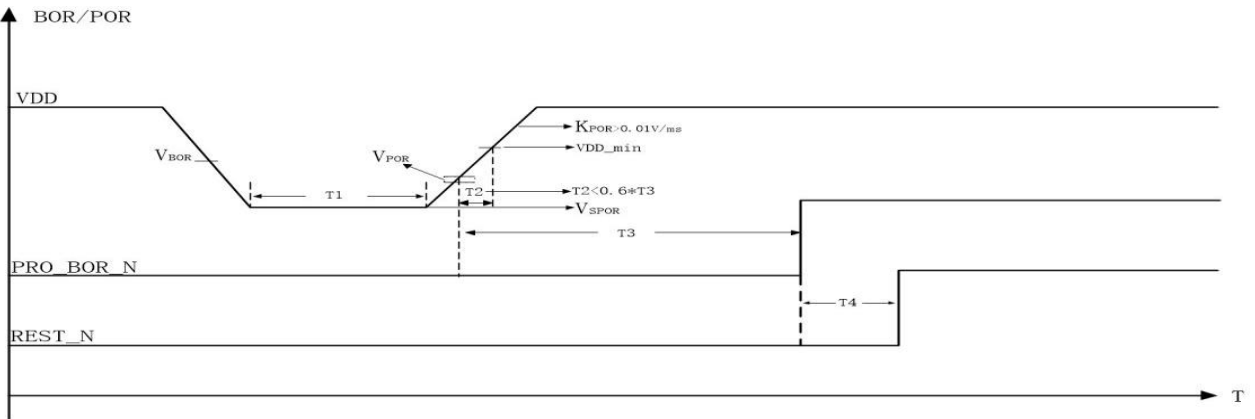 BOR/POR
VDD
KPOR>0.01V/ms
VBOR
VPOR
VDD_min
T1
T2
T2<0.6*T3
VSPOR
T3
PRO_BOR_N
T4
REST_N
T